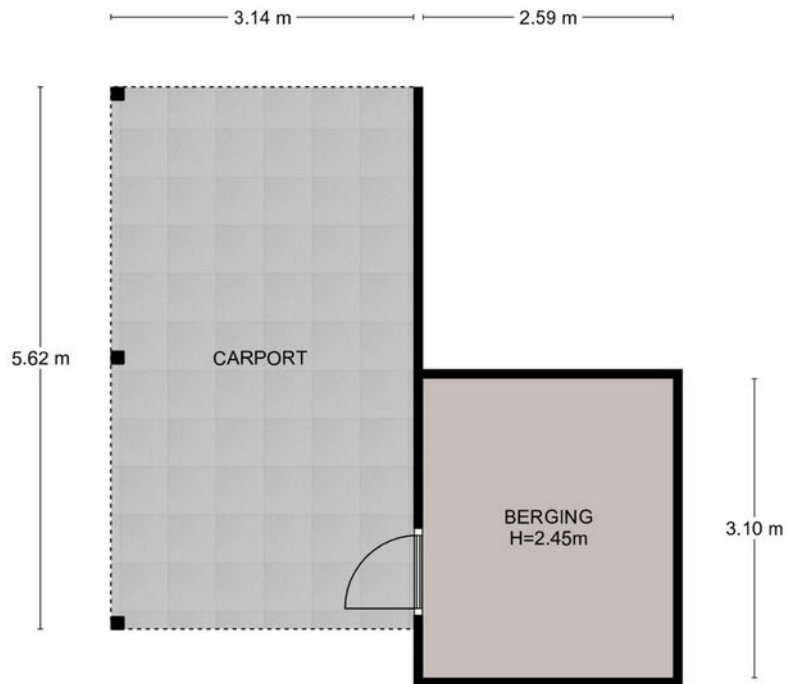 3.14 m
2.59 m
5.62 m
CARPORT
BERGING
H=2.45m
3.10 m